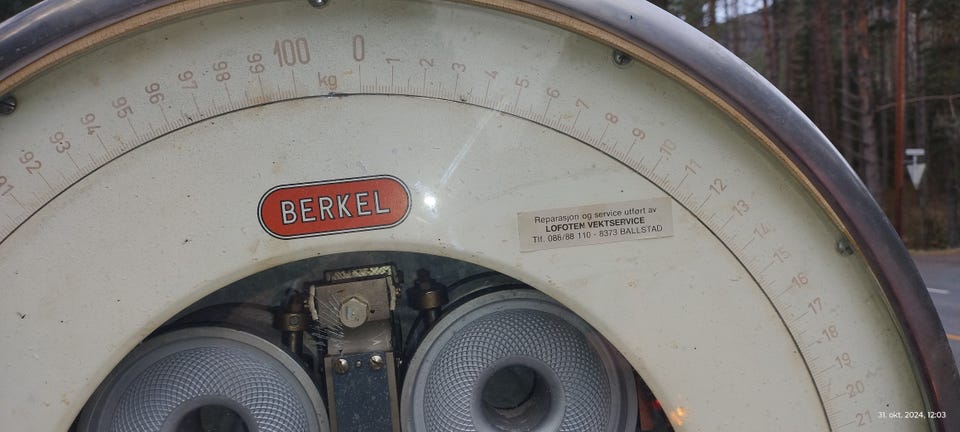 91 92 93 94 95 96 97 98 99 100 0 1 2 3 4 5 6 7 8 9 10 11 12 13 14 15 16 17 18 19 20 21
kg
BERKEL
Reparasjon og service utført av
LOFOTEN VEKTSERVICE
Tlf. 086/88 110 - 8373 BALLSTAD
31. okt. 2024, 12:03